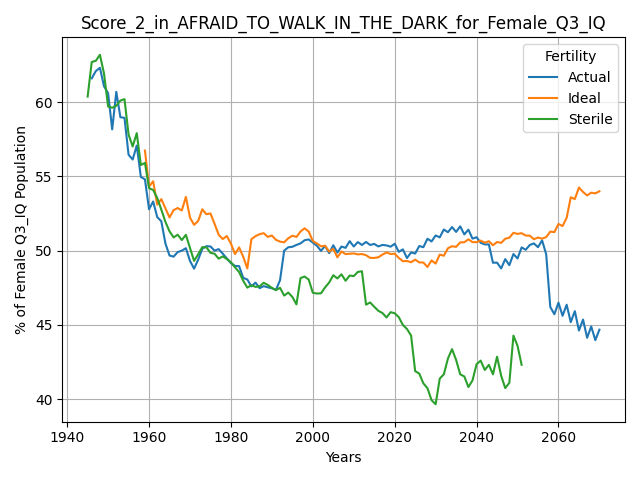 Score_2_in_AFRAID_TO_WALK_IN_THE_DARK_for_Female_Q3_IQ
Fertility
Actual
Ideal
Sterile
% of Female Q3_IQ Population
60
55
50
45
40
1940
1960
1980
2000
2020
2040
2060
Years